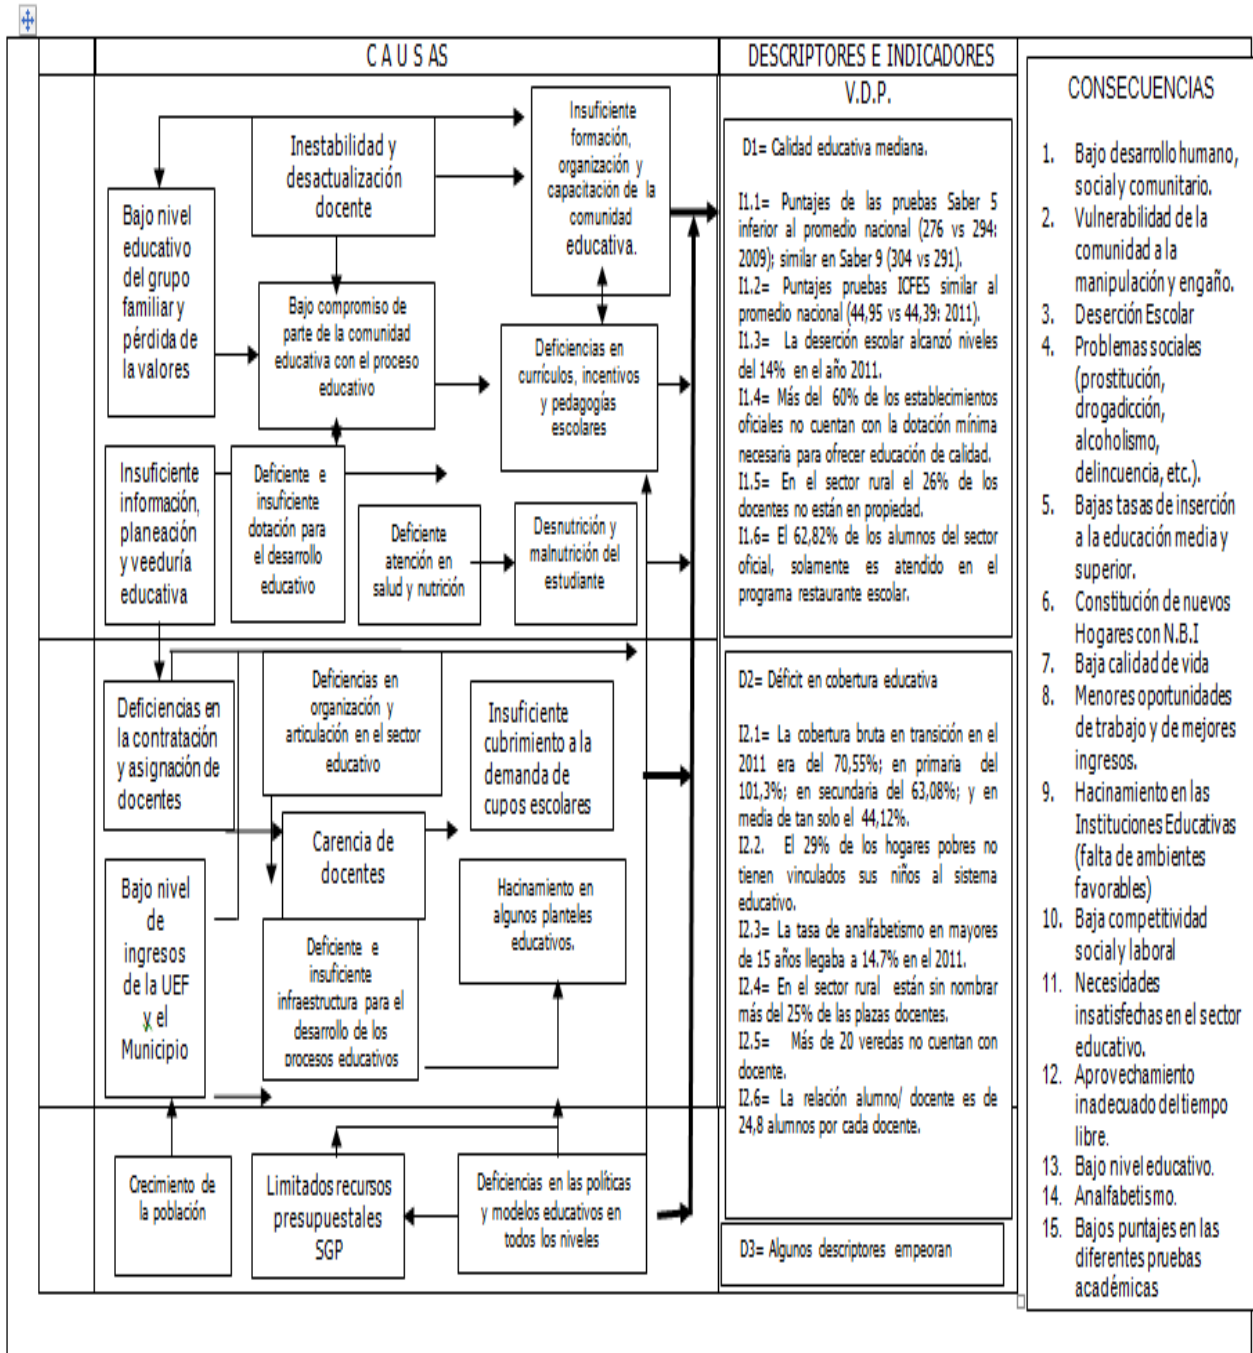 CAUSAS
DESCRIPTORES E INDICADORES
V.D.P.
CONSECUENCIAS
Inestabilidad y
desactualización
docente
Insuficiente
formación,
organización y
capacitación de la
comunidad
educativa.
Bajo nivel
educativo
del grupo
familiar y
pérdida de
la valores
Bajo compromiso de
parte de la comunidad
educativa con el proceso
educativo
Deficiencias en
currículos, incentivos
y pedagogías
escolares
Insuficiente
información,
planeación
y veeduría
educativa
Deficiente e
insuficiente
dotación para
el desarrollo
educativo
Deficiente
atención en
salud y nutrición
Desnutrición y
malnutrición del
estudiante
Deficiencias en
la contratación
y asignación de
docentes
Deficiencias en
organización y
articulación en el sector
educativo
Insuficiente
cubrimiento a la
demanda de
cupos escolares
Carencia de
docentes
Bajo nivel
de
ingresos
de la UEF
y el
Municipio
Hacinamiento en
algunos planteles
educativos.
Deficiente e
insuficiente
infraestructura para el
desarrollo de los
procesos educativos
Crecimiento de
la población
Limitados recursos
presupuestales
SGP
Deficiencias en las políticas
y modelos educativos en
todos los niveles
D1= Calidad educativa mediana.
I1.1= Puntajes de las pruebas Saber 5
inferior al promedio nacional (276 vs 294:
2009); similar en Saber 9 (304 vs 291).
I1.2= Puntajes pruebas ICFES similar al
promedio nacional (44,95 vs 44,39: 2011).
I1.3= La deserción escolar alcanzó niveles
del 14% en el año 2011.
I1.4= Más del 60% de los establecimientos
oficiales no cuentan con la dotación mínima
necesaria para ofrecer educación de calidad.
I1.5= En el sector rural el 26% de los
docentes no están en propiedad.
I1.6= El 62,82% de los alumnos del sector
oficial, solamente es atendido en el
programa restaurante escolar.
D2= Déficit en cobertura educativa
I2.1= La cobertura bruta en transición en el
2011 era del 70,55%; en primaria del
101,3%; en secundaria del 63,08%; y en
media de tan solo el 44,12%.
I2.2. El 29% de los hogares pobres no
tienen vinculados sus niños al sistema
educativo.
I2.3= La tasa de analfabetismo en mayores
de 15 años llegaba a 14.7% en el 2011.
I2.4= En el sector rural están sin nombrar
más del 25% de las plazas docentes.
I2.5= Más de 20 veredas no cuentan con
docente.
I2.6= La relación alumno/ docente es de
24,8 alumnos por cada docente.
D3= Algunos descriptores empeoran
1. Bajo desarrollo humano,
social y comunitario.
2. Vulnerabilidad de la
comunidad a la
manipulación y engaño.
3. Deserción Escolar
4. Problemas sociales
(prostitución,
drogadicción,
alcoholismo,
delincuencia, etc.).
5. Bajas tasas de inserción
a la educación media y
superior.
6. Constitución de nuevos
Hogares con N.B.I
7. Baja calidad de vida
8. Menores oportunidades
de trabajo y de mejores
ingresos.
9. Hacinamiento en las
Instituciones Educativas
(falta de ambientes
favorables)
10. Baja competitividad
social y laboral
11. Necesidades
insatisfechas en el sector
educativo.
12. Aprovechamiento
inadecuado del tiempo
libre.
13. Bajo nivel educativo.
14. Analfabetismo.
15. Bajos puntajes en las
diferentes pruebas
académicas